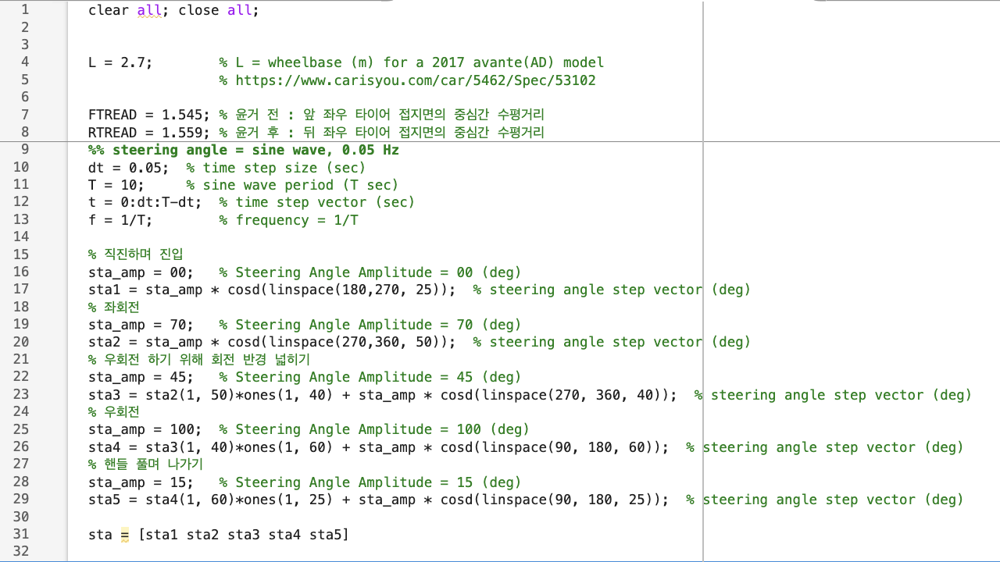 1 clear all; close all;
2
3
4 L = 2.7; % L = wheelbase (m) for a 2017 avante(AD) model
5 % https://www.carisyou.com/car/5462/Spec/53102
6
7 FTREAD = 1.545; % 윤거 전 : 앞 좌우 타이어 접지면의 중심간 수평거리
8 RTREAD = 1.559; % 윤거 후 : 뒤 좌우 타이어 접지면의 중심간 수평거리
9 %% steering angle = sine wave, 0.05 Hz
10 dt = 0.05; % time step size (sec)
11 T = 10; % sine wave period (T sec)
12 t = 0:dt:T-dt; % time step vector (sec)
13 f = 1/T; % frequency = 1/T
14
15 % 직진하며 진입
16 sta_amp = 00; % Steering Angle Amplitude = 00 (deg)
17 sta1 = sta_amp * cosd(linspace(180,270, 25)); % steering angle step vector (deg)
18 % 좌회전
19 sta_amp = 70; % Steering Angle Amplitude = 70 (deg)
20 sta2 = sta_amp * cosd(linspace(270,360, 50)); % steering angle step vector (deg)
21 % 우회전 하기 위해 회전 반경 넓히기
22 sta_amp = 45; % Steering Angle Amplitude = 45 (deg)
23 sta3 = sta2(1, 50)*ones(1, 40) + sta_amp * cosd(linspace(270, 360, 40)); % steering angle step vector (deg)
24 % 우회전
25 sta_amp = 100; % Steering Angle Amplitude = 100 (deg)
26 sta4 = sta3(1, 40)*ones(1, 60) + sta_amp * cosd(linspace(90, 180, 60)); % steering angle step vector (deg)
27 % 핸들 풀며 나가기
28 sta_amp = 15; % Steering Angle Amplitude = 15 (deg)
29 sta5 = sta4(1, 60)*ones(1, 25) + sta_amp * cosd(linspace(90, 180, 25)); % steering angle step vector (deg)
30
31 sta = [sta1 sta2 sta3 sta4 sta5]
32